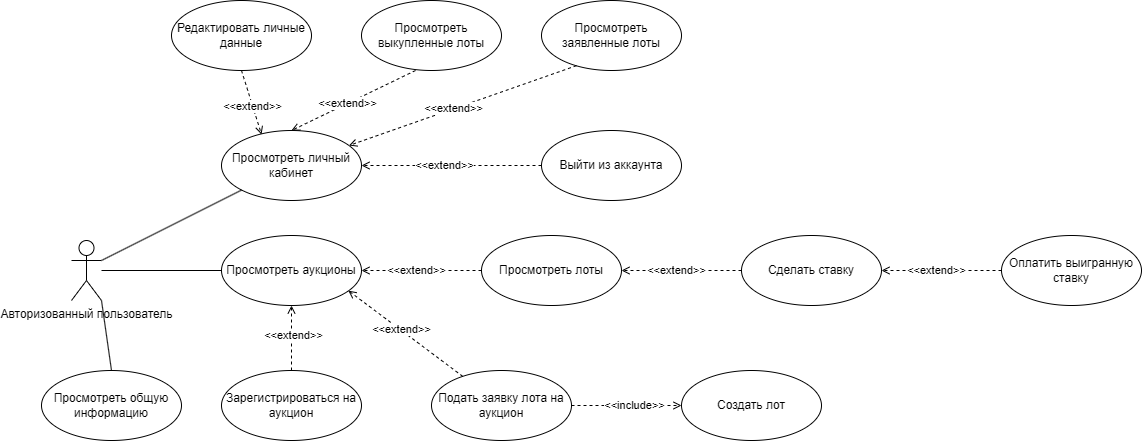 Редактировать личные
данные
Просмотреть
выкупленные лоты
Просмотреть
заявленные лоты
<<extend>>
<<extend>>
<<extend>>
Просмотреть личный
кабинет
<<extend>>
Выйти из аккаунта
Авторизованный пользователь
Просмотреть аукционы
<<extend>>
Просмотреть лоты
<<extend>>
Сделать ставку
<<extend>>
Оплатить выигранную
ставку
<<extend>>
<<extend>>
Просмотреть общую
информацию
Зарегистрироваться на
аукцион
Подать заявку лота на
аукцион
<<include>>
Создать лот